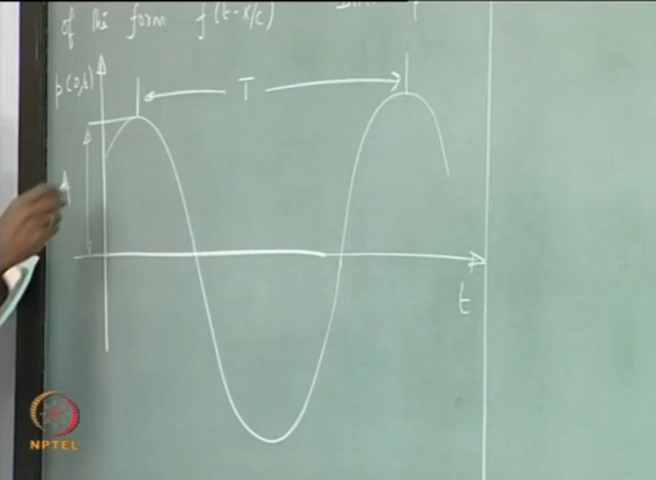 of the form f(t-x/c)
p(0,t)
T
A
t
NPTEL